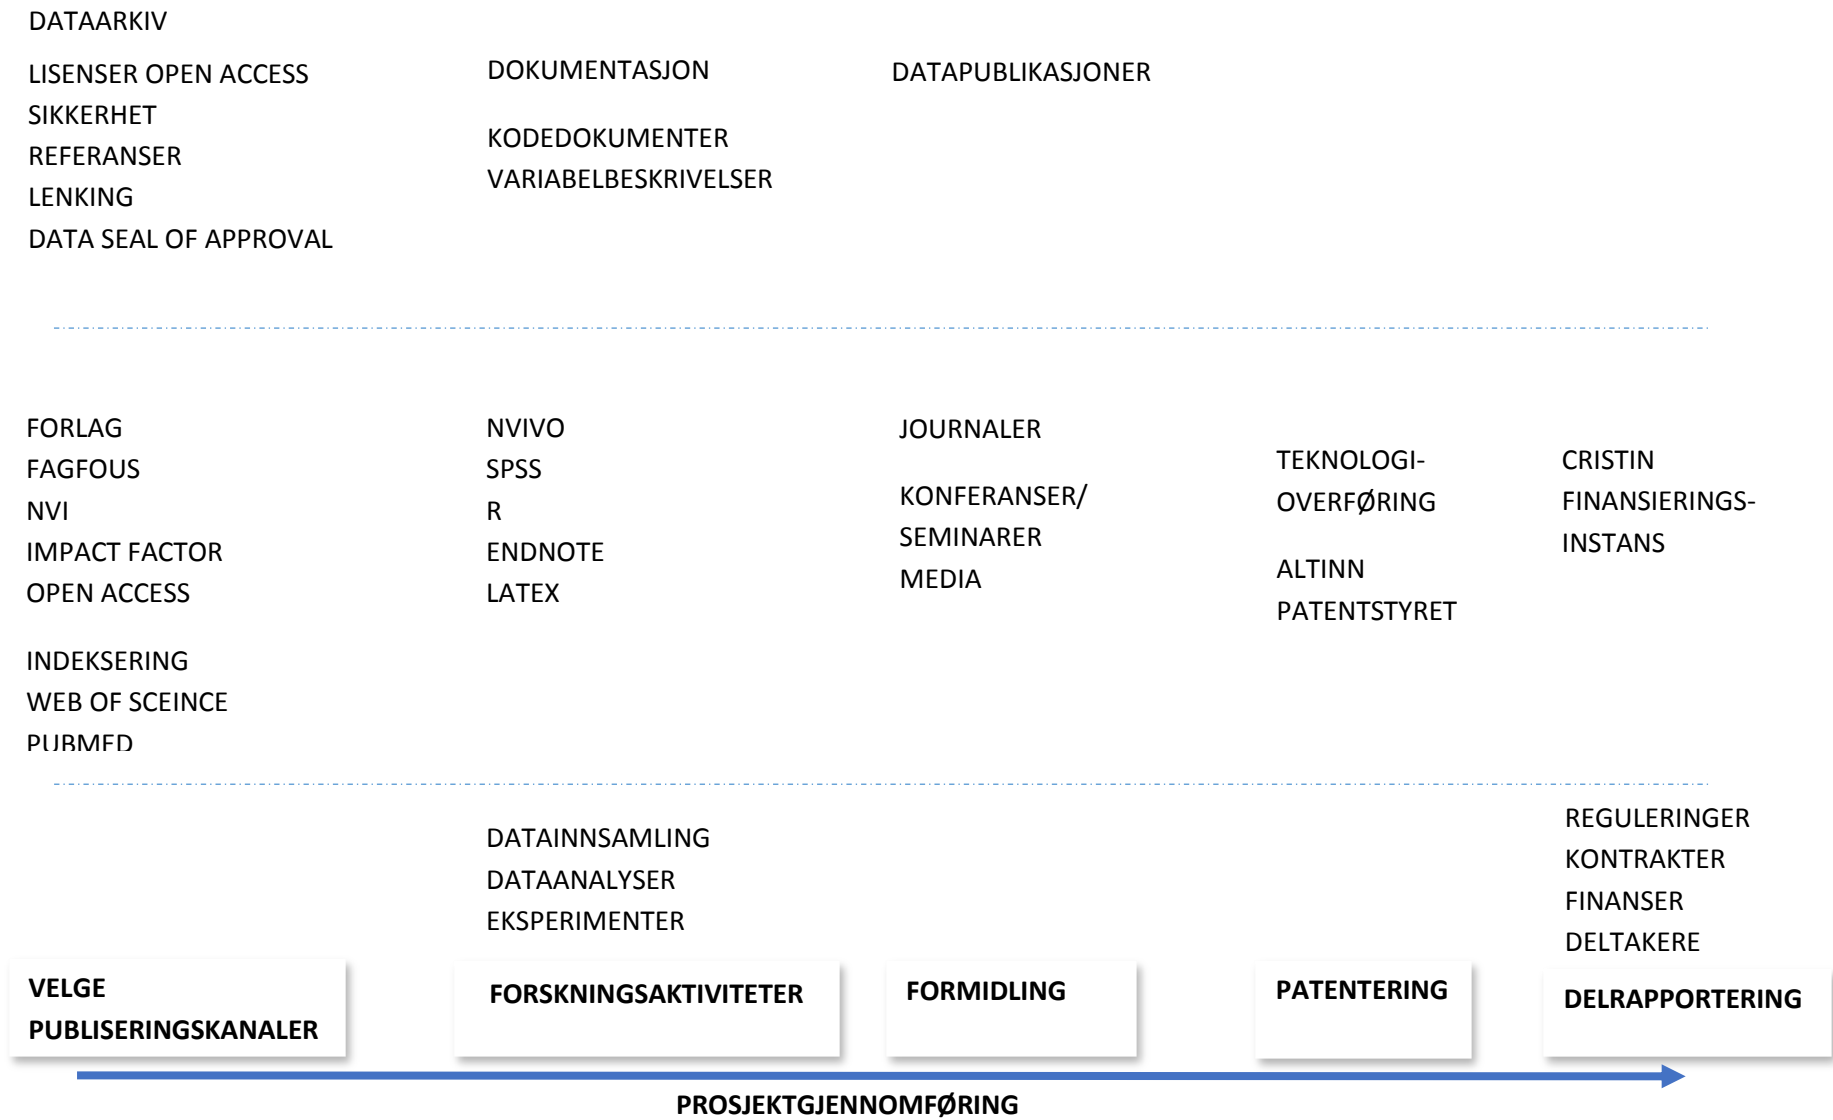 DATAARKIV
LISENSER OPEN ACCESS
SIKKERHET
REFERANSER
LENKING
DATA SEAL OF APPROVAL
DOKUMENTASJON
KODEDOKUMENTER
VARIABELBESKRIVELSER
DATAPUBLIKASJONER
FORLAG
FAGFOUS
NVI
IMPACT FACTOR
OPEN ACCESS
INDEKSERING
WEB OF SCEINCE
PUBMED
NVIVO
SPSS
R
ENDNOTE
LATEX
JOURNALER
KONFERANSER/
SEMINARER
MEDIA
TEKNOLOGI-
OVERFØRING
ALTINN
PATENTSTYRET
CRISTIN
FINANSIERINGS-
INSTANS
DATAINNSAMLING
DATAANALYSER
EKSPERIMENTER
REGULERINGER
KONTRAKTER
FINANSER
DELTAKERE
VELGE
PUBLISERINGSKANALER
FORSKNINGSAKTIVITETER
FORMIDLING
PATENTERING
DELRAPPORTERING
PROSJEKTGJENNOMFØRING